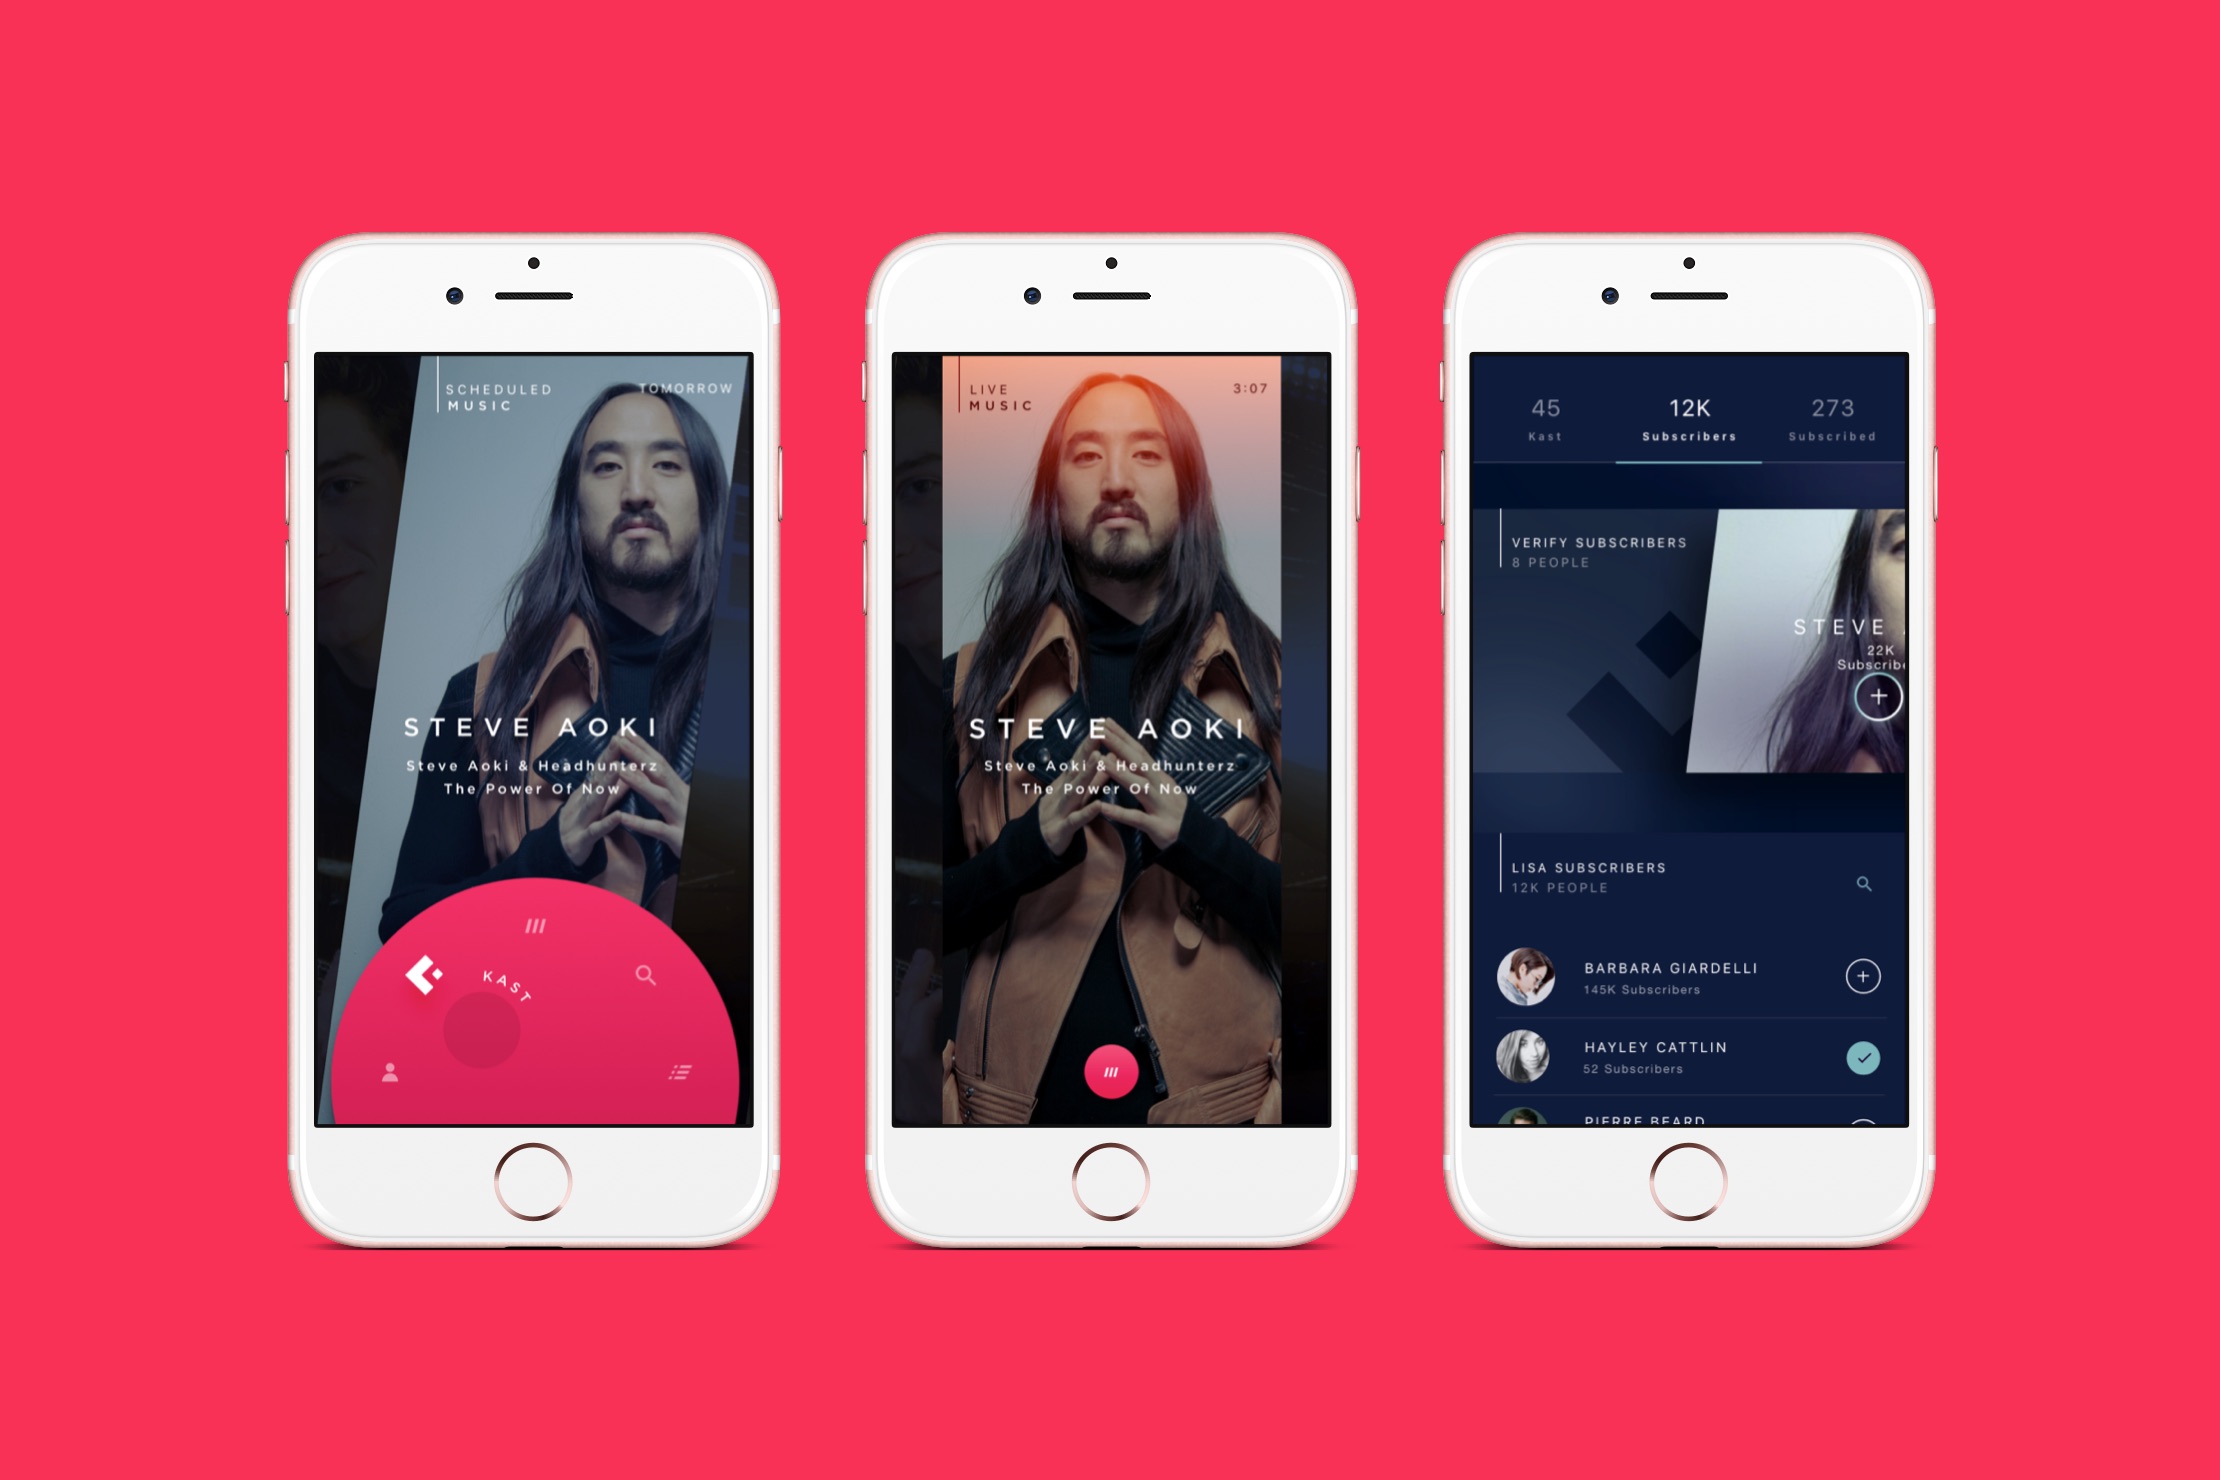 SCHEDULED
MUSIC
TOMORROW
STEVE AOKI
Steve Aoki & Headhunterz
The Power Of Now
KAST
LIVE
MUSIC
3:07
STEVE AOKI
Steve Aoki & Headhunterz
The Power Of Now
45
Kast
12K
Subscribers
273
Subscribed
VERIFY SUBSCRIBERS
8 PEOPLE
STEVE
22K
Subscribe
LISA SUBSCRIBERS
12K PEOPLE
BARBARA GIARDELLI
145K Subscribers
HAYLEY CATTLIN
52 Subscribers
PIERRE BEARD